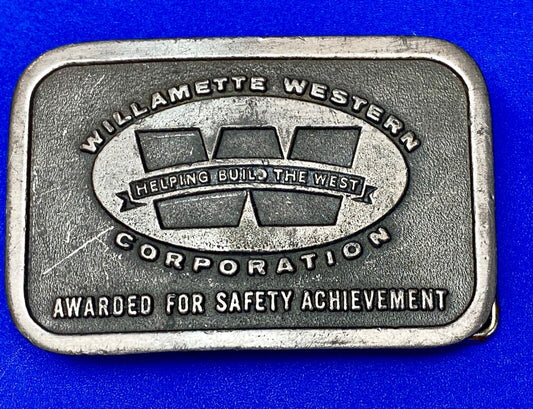 WILLAMETTE WESTERN
HELPING BUILD THE WEST
CORPORATION
AWARDED FOR SAFETY ACHIEVEMENT